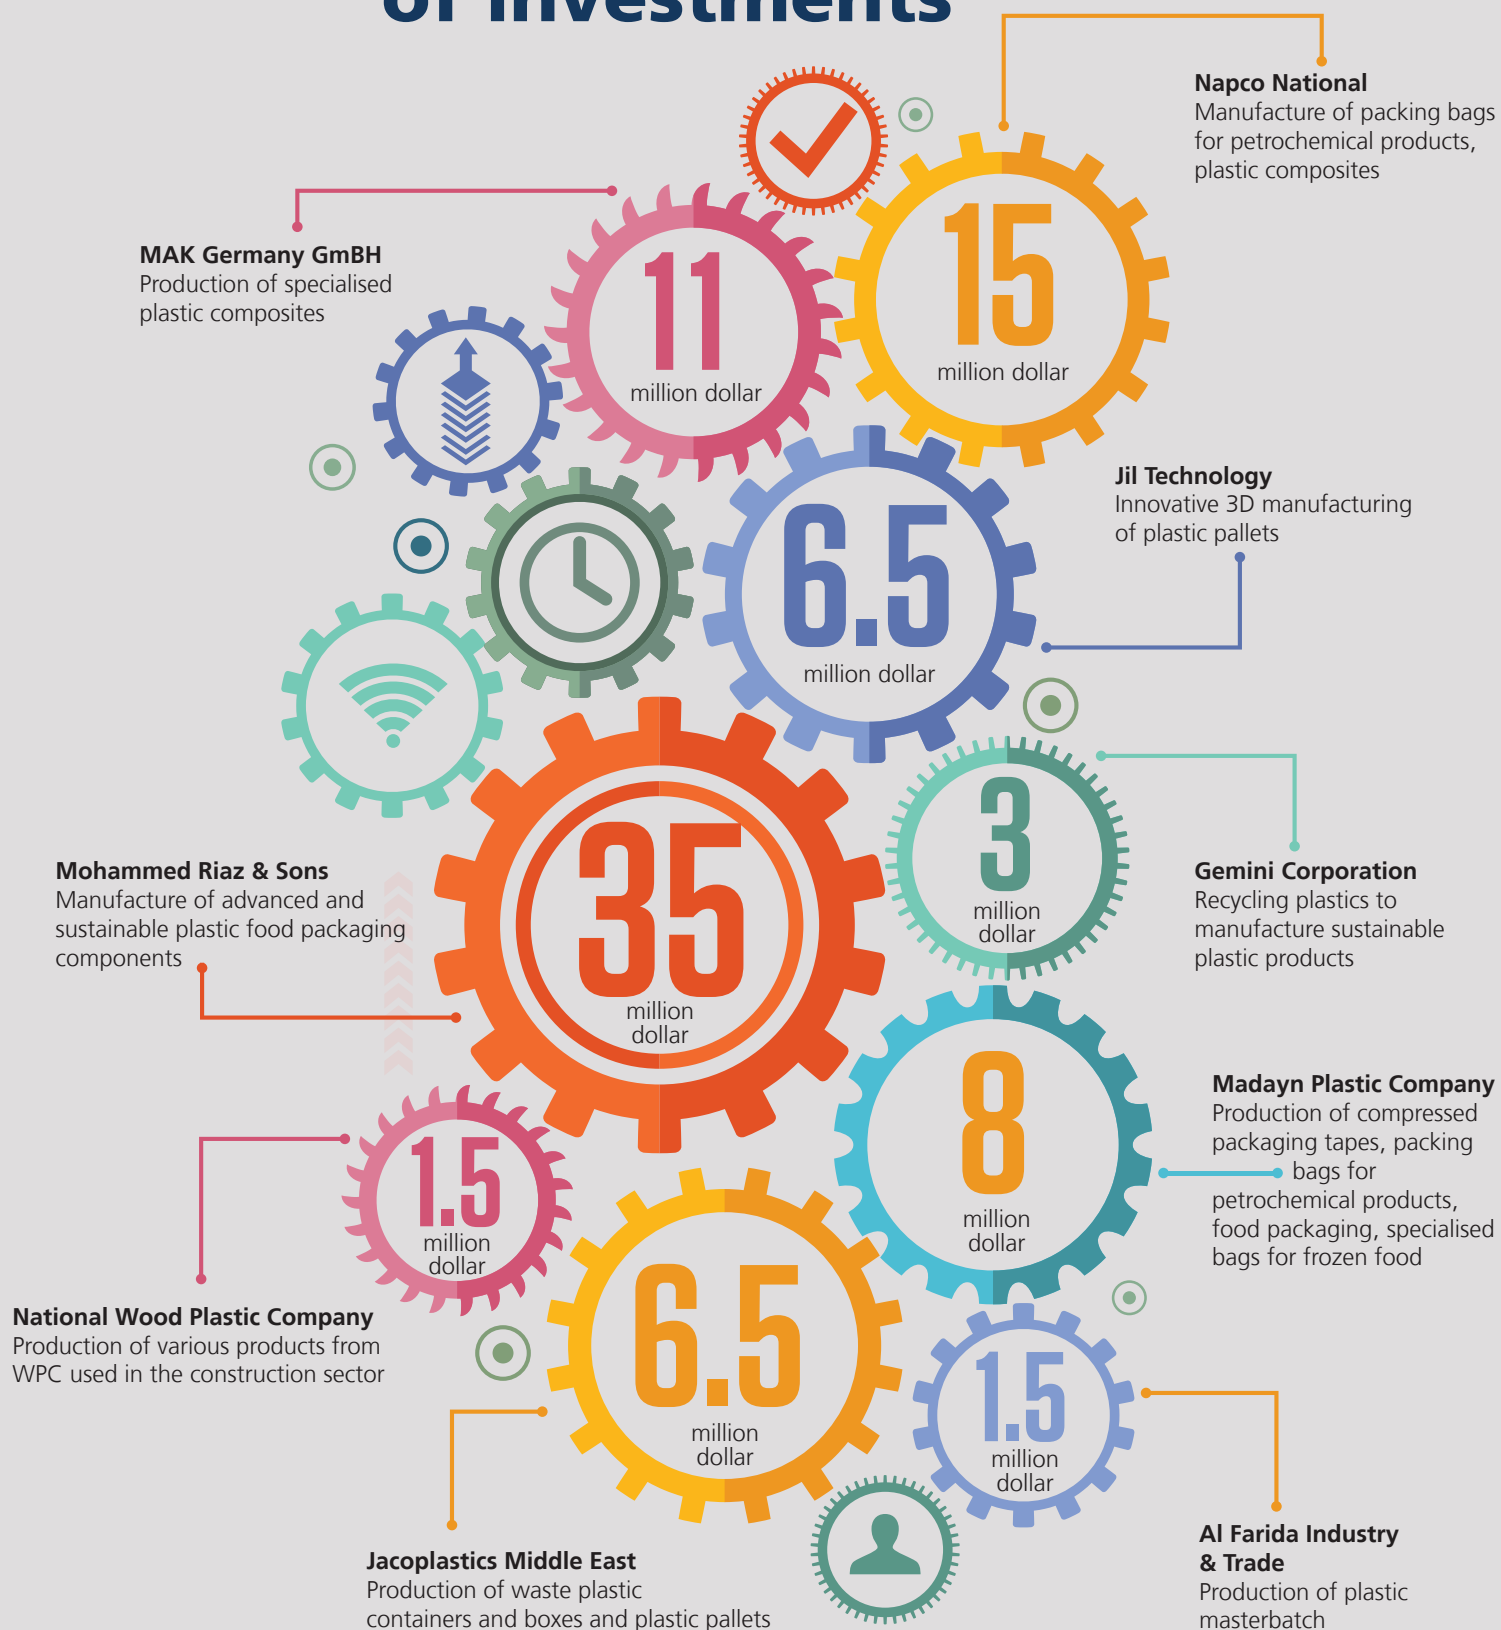 of investments
Napco National
Manufacture of packing bags
for petrochemical products,
plastic composites
15
million dollar
MAK Germany GmBH
Production of specialised
plastic composites
11
million dollar
Jil Technology
Innovative 3D manufacturing
of plastic pallets
6.5
million dollar
Mohammed Riaz & Sons
Manufacture of advanced and
sustainable plastic food packaging
components
35
million
dollar
3
million
dollar
Gemini Corporation
Recycling plastics to
manufacture sustainable
plastic products
8
million
dollar
Madayn Plastic Company
Production of compressed
packaging tapes, packing
bags for
petrochemical products,
food packaging, specialised
bags for frozen food
1.5
million
dollar
National Wood Plastic Company
Production of various products from
WPC used in the construction sector
6.5
million
dollar
Jacoplastics Middle East
Production of waste plastic
containers and boxes and plastic pallets
1.5
million
dollar
Al Farida Industry
& Trade
Production of plastic
masterbatch